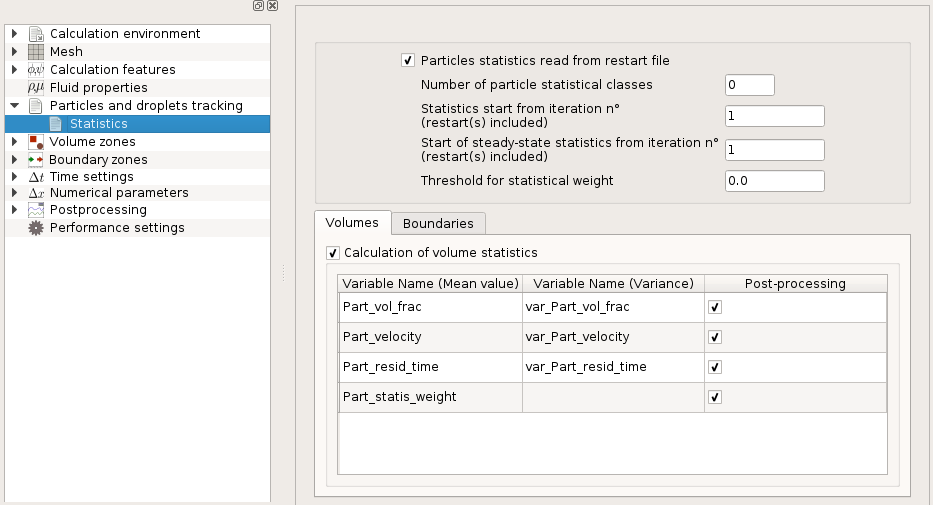 Calculation environment
Mesh
φ,ψ Calculation features
ρ,μ Fluid properties
Particles and droplets tracking
Statistics
Volume zones
Boundary zones
Δt Time settings
Δx Numerical parameters
Postprocessing
Performance settings
Particles statistics read from restart file
Number of particle statistical classes 0
Statistics start from iteration n°
(restart(s) included) 1
Start of steady-state statistics from iteration n°
(restart(s) included) 1
Threshold for statistical weight 0.0
Volumes Boundaries
Calculation of volume statistics
Variable Name (Mean value) Variable Name (Variance) Post-processing
Part_vol_frac var_Part_vol_frac
Part_velocity var_Part_velocity
Part_resid_time var_Part_resid_time
Part_statis_weight